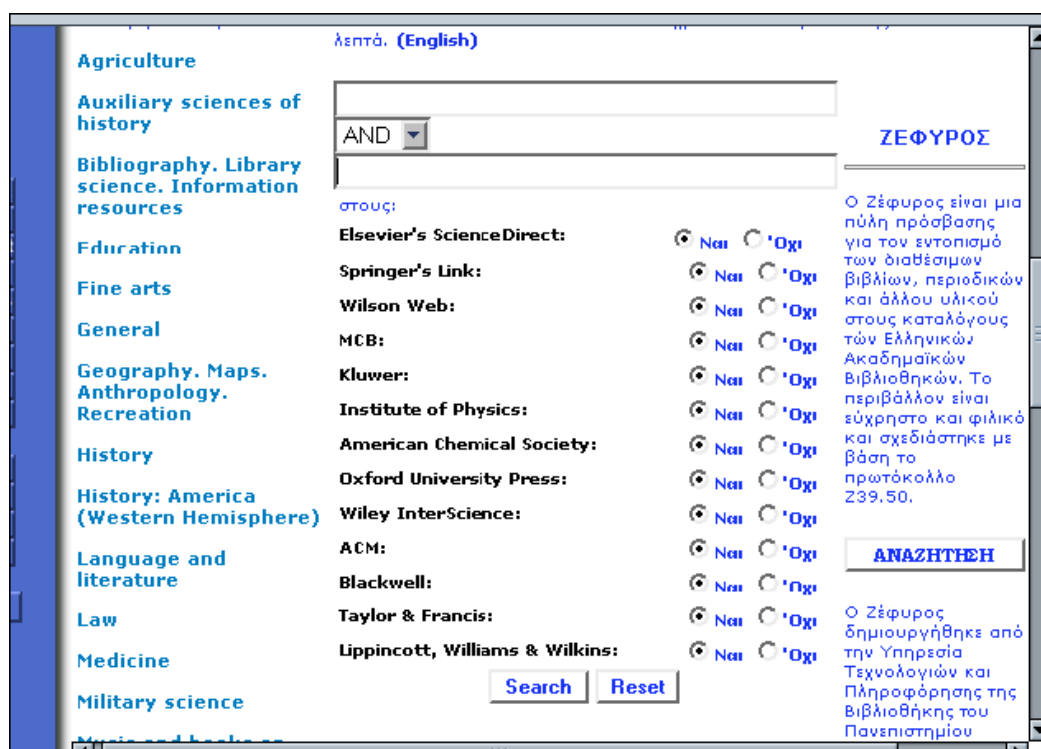 Agriculture
Auxiliary sciences of
history
Bibliography. Library
science. Information
resources
Education
Fine arts
General
Geography. Maps.
Anthropology.
Recreation
History
History: America
(Western Hemisphere)
Language and
literature
Law
Medicine
Military science
Music and books on
λεπτά. (English)
AND
στους:
Elsevier's ScienceDirect: Ναι 'Οχι
Springer's Link: Ναι 'Οχι
Wilson Web: Ναι 'Οχι
MCB: Ναι 'Οχι
Kluwer: Ναι 'Οχι
Institute of Physics: Ναι 'Οχι
American Chemical Society: Ναι 'Οχι
Oxford University Press: Ναι 'Οχι
Wiley InterScience: Ναι 'Οχι
ACM: Ναι 'Οχι
Blackwell: Ναι 'Οχι
Taylor & Francis: Ναι 'Οχι
Lippincott, Williams & Wilkins: Ναι 'Οχι
Search Reset
ΖΕΦΥΡΟΣ
Ο Ζέφυρος είναι μια
πύλη πρόσβασης
για τον εντοπισμό
των διαθέσιμων
βιβλίων, περιοδικών
και άλλου υλικού
στους καταλόγους
τών Ελληνικών
Ακαδημαϊκών
Βιβλιοθηκών. Το
περιβάλλον είναι
εύχρηστο και φιλικό
και σχεδιάστηκε με
βάση το
πρωτόκολλο
Z39.50.
ΑΝΑΖΗΤΗΣΗ
Ο Ζέφυρος
δημιουργήθηκε από
την Υπηρεσία
Τεχνολογιών και
Πληροφόρησης της
Βιβλιοθήκης του
Πανεπιστημίου